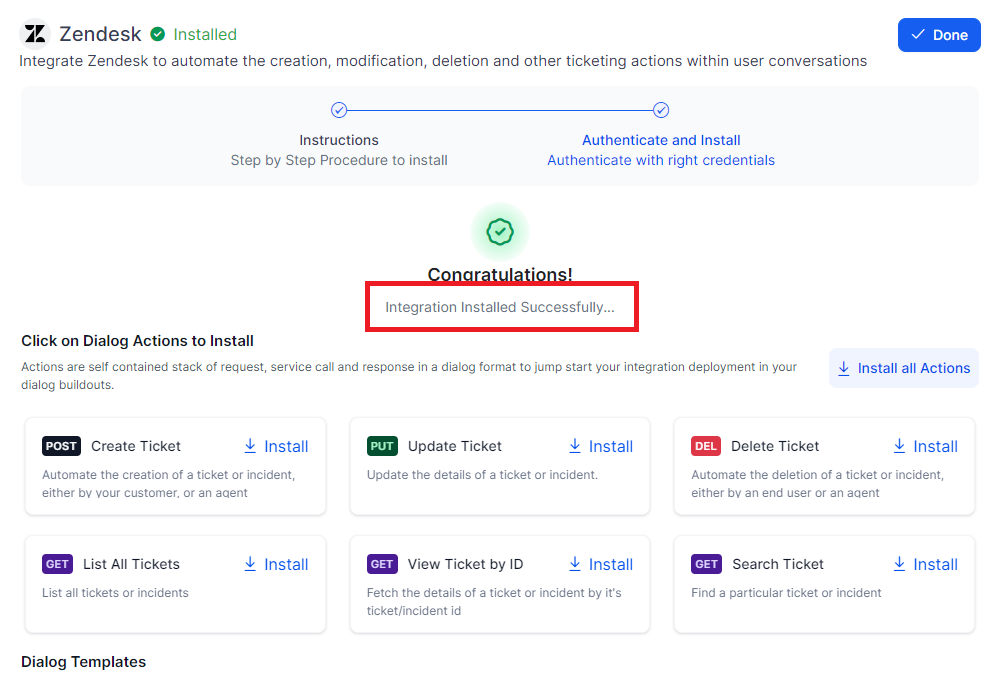 Zendesk Installed
Done
Integrate Zendesk to automate the creation, modification, deletion and other ticketing actions within user conversations
Instructions
Step by Step Procedure to install
Authenticate and Install
Authenticate with right credentials
Congratulations!
Integration Installed Successfully...
Click on Dialog Actions to Install
Actions are self contained stack of request, service call and response in a dialog format to jump start your integration deployment in your
dialog buildouts.
Install all Actions
POST Create Ticket Install
Automate the creation of a ticket or incident,
either by your customer, or an agent
PUT Update Ticket Install
Update the details of a ticket or incident.
DEL Delete Ticket Install
Automate the deletion of a ticket or incident,
either by an end user or an agent
GET List All Tickets Install
List all tickets or incidents
GET View Ticket by ID Install
Fetch the details of a ticket or incident by it's
ticket/incident id
GET Search Ticket Install
Find a particular ticket or incident
Dialog Templates